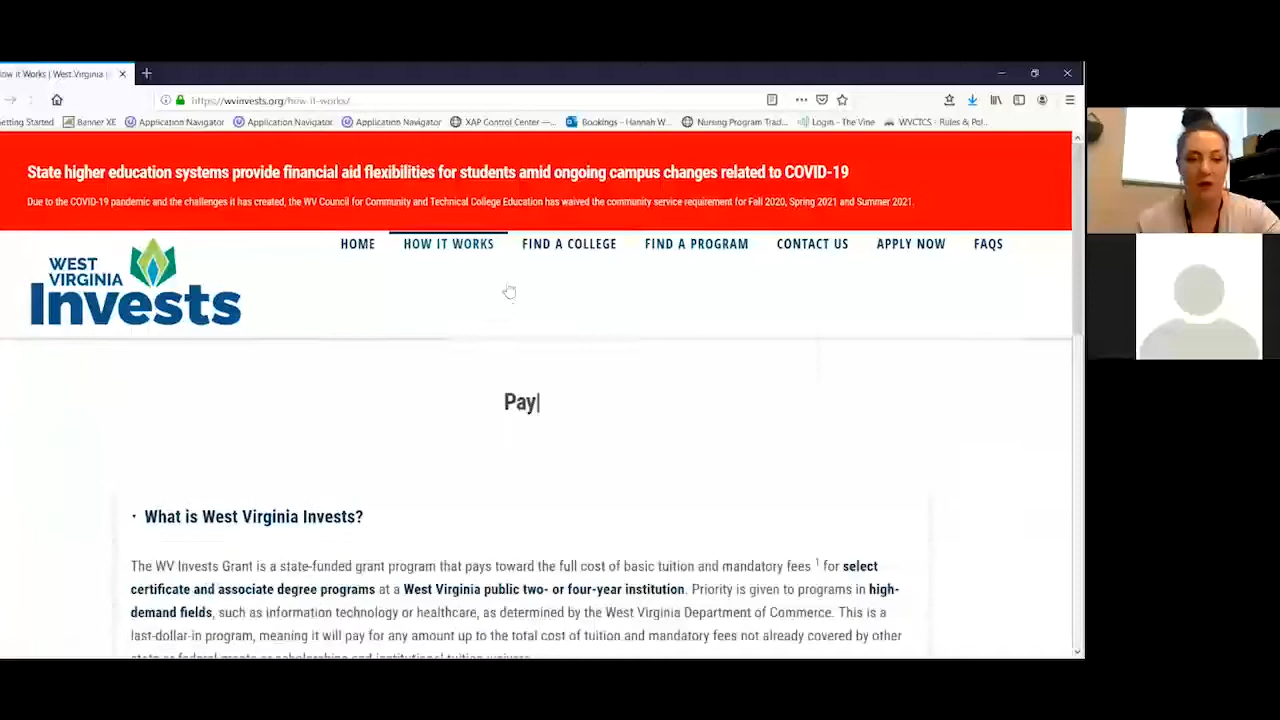 ow it Works | West Virginia
https://wvinvests.org/how-it-works/
etting Started Banner XE Application Navigator Application Navigator Application Navigator XAP Control Center —... Bookings – Hannah W... Nursing Program Trad... Login - The Vine WVCTCS - Rules & Pol...
State higher education systems provide financial aid flexibilities for students amid ongoing campus changes related to COVID-19
Due to the COVID-19 pandemic and the challenges it has created, the WV Council for Community and Technical College Education has waived the community service requirement for Fall 2020, Spring 2021 and Summer 2021.
HOME HOW IT WORKS FIND A COLLEGE FIND A PROGRAM CONTACT US APPLY NOW FAQS
WEST
VIRGINIA
Invests
Pay|
· What is West Virginia Invests?
The WV Invests Grant is a state-funded grant program that pays toward the full cost of basic tuition and mandatory fees 1 for select
certificate and associate degree programs at a West Virginia public two- or four-year institution. Priority is given to programs in high-
demand fields, such as information technology or healthcare, as determined by the West Virginia Department of Commerce. This is a
last-dollar-in program, meaning it will pay for any amount up to the total cost of tuition and mandatory fees not already covered by other